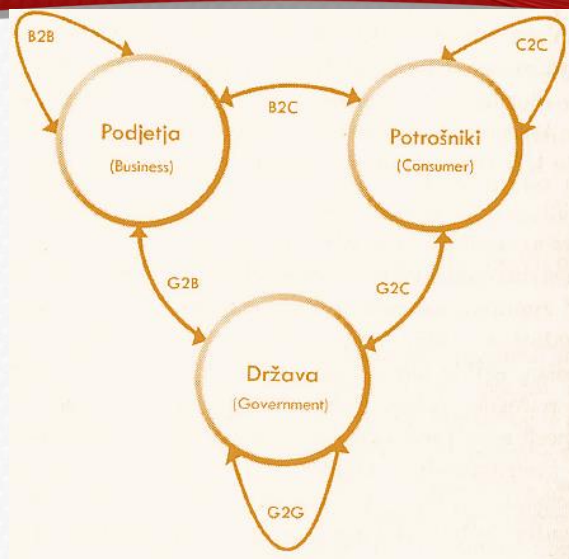 B2B
C2C
B2C
Podjetja
(Business)
Potrošniki
(Consumer)
G2B
G2C
Država
(Government)
G2G